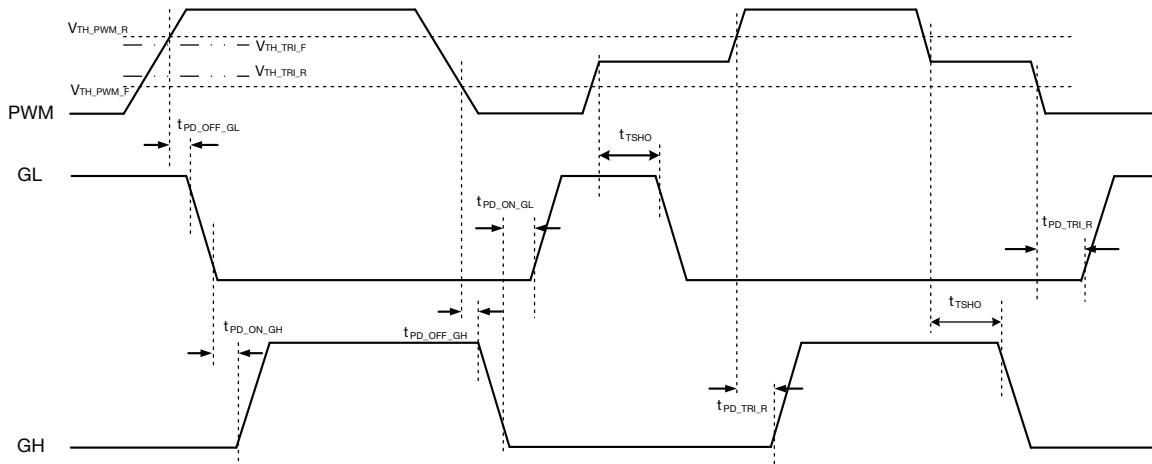 VTH_PWM_R
VTH_TRI_F
VTH_TRI_R
VTH_PWM_F
PWM
tPD_OFF_GL
tTSHO
GL
tPD_ON_GL
tPD_TRI_R
tTSHO
tPD_ON_GH
tPD_OFF_GH
tPD_TRI_R
GH